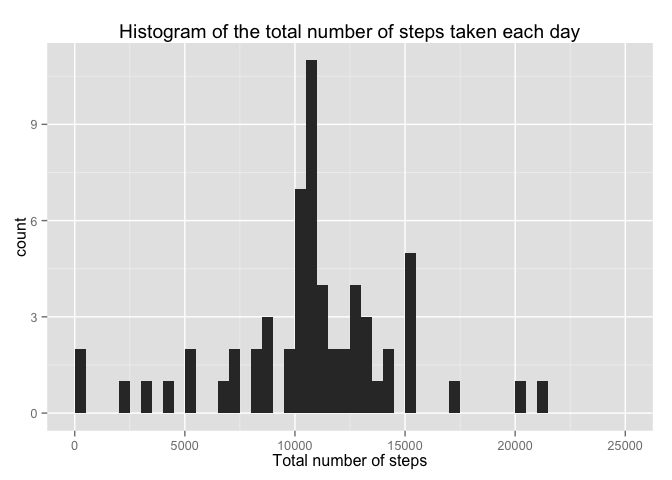 Histogram of the total number of steps taken each day
count
9
6
3
0
0 5000 10000 15000 20000 25000
Total number of steps